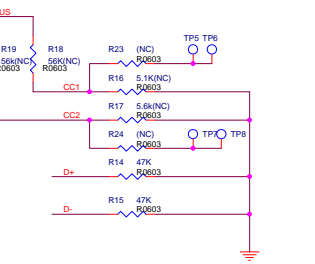 US
R19 R18
56k(NC) 56K(NC)
R0603 R0603
R23 (NC)
R0603
TP5 TP6
R16 5.1K(NC)
CC1 R0603
R17 5.6k(NC)
CC2 R0603
R24 (NC)
R0603
TP7 TP8
R14 47K
D+ R0603
R15 47K
D- R0603